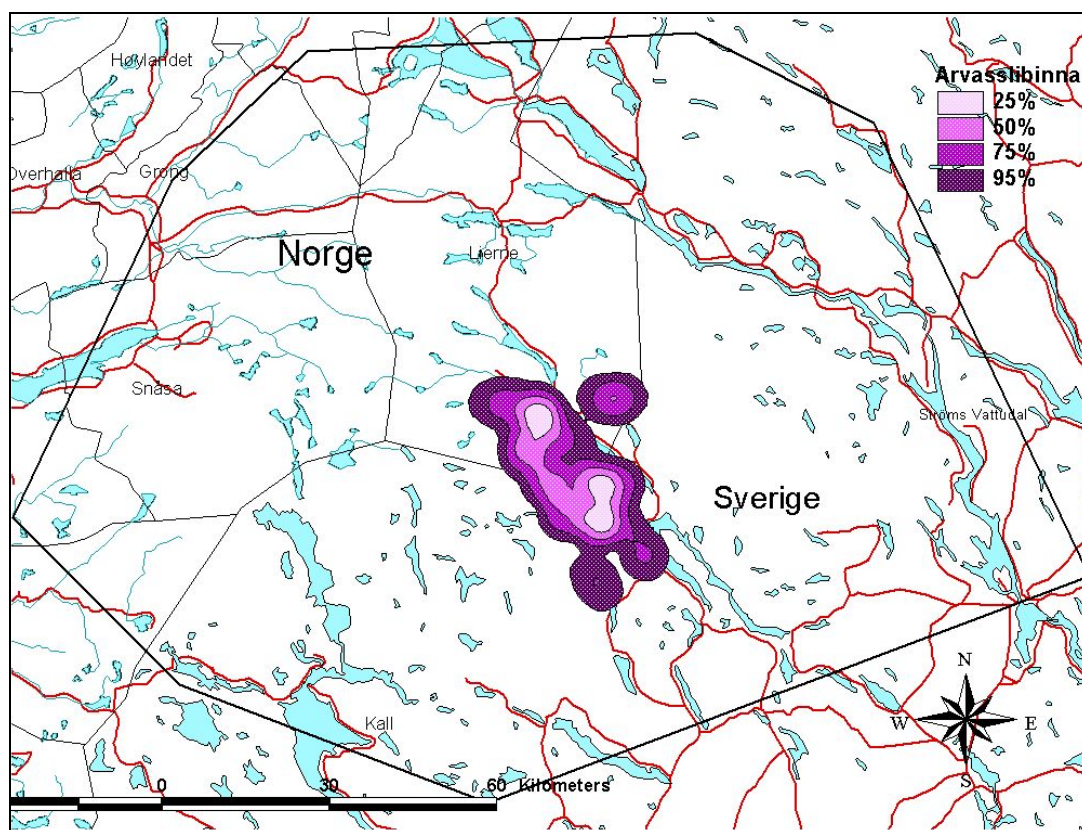 Høylandet
Arvasslibinna
25%
50%
75%
95%
Overhalla
Grong
Norge
Lierne
Snåsa
Ströms Vattudal
Sverige
N
W
E
S
Kall
0
30
60 Kilometers